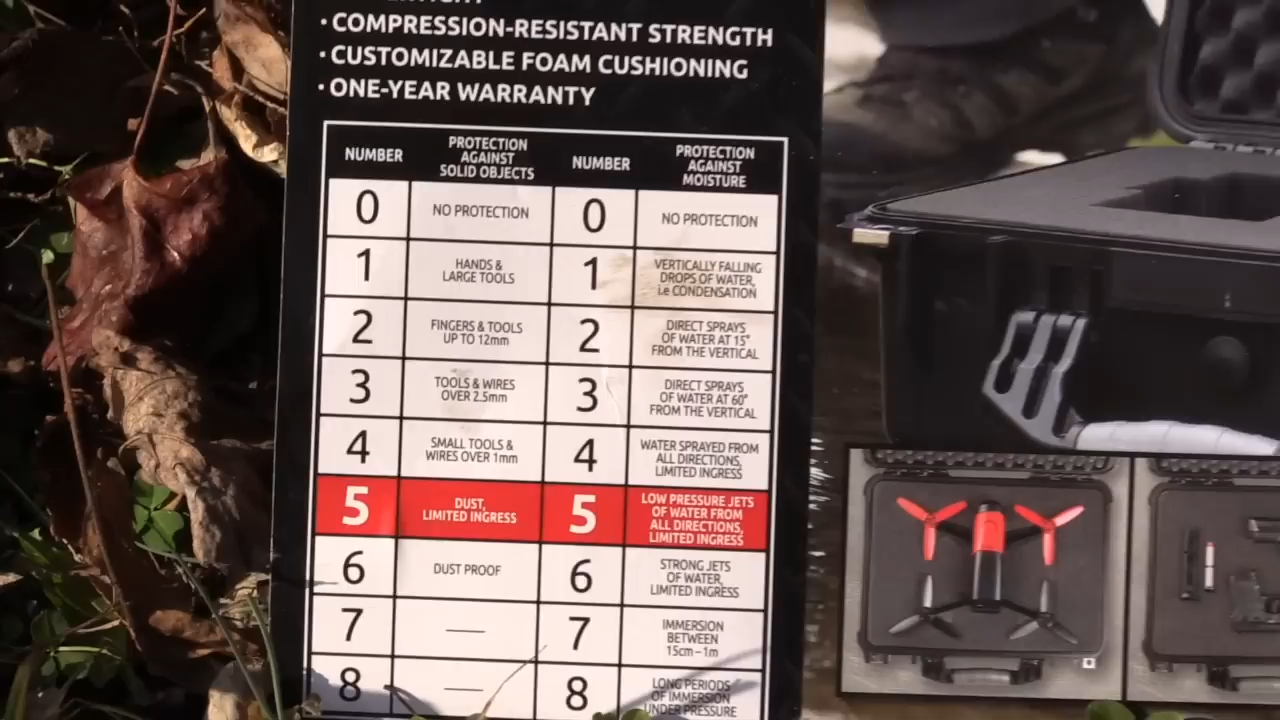 · COMPRESSION-RESISTANT STRENGTH
· CUSTOMIZABLE FOAM CUSHIONING
· ONE-YEAR WARRANTY
NUMBER
PROTECTION
AGAINST
SOLID OBJECTS
NUMBER
PROTECTION
AGAINST
MOISTURE
0
NO PROTECTION
0
NO PROTECTION
1
HANDS &
LARGE TOOLS
1
VERTICALLY FALLING
DROPS OF WATER,
i.e CONDENSATION
2
FINGERS & TOOLS
UP TO 12mm
2
DIRECT SPRAYS
OF WATER AT 15°
FROM THE VERTICAL
3
TOOLS & WIRES
OVER 2.5mm
3
DIRECT SPRAYS
OF WATER AT 60°
FROM THE VERTICAL
4
SMALL TOOLS &
WIRES OVER 1mm
4
WATER SPRAYED FROM
ALL DIRECTIONS,
LIMITED INGRESS
5
DUST,
LIMITED INGRESS
5
LOW PRESSURE JETS
OF WATER FROM
ALL DIRECTIONS,
LIMITED INGRESS
6
DUST PROOF
6
STRONG JETS
OF WATER,
LIMITED INGRESS
7
—
7
IMMERSION
BETWEEN
15cm – 1m
8
—
8
LONG PERIODS
OF IMMERSION
UNDER PRESSURE